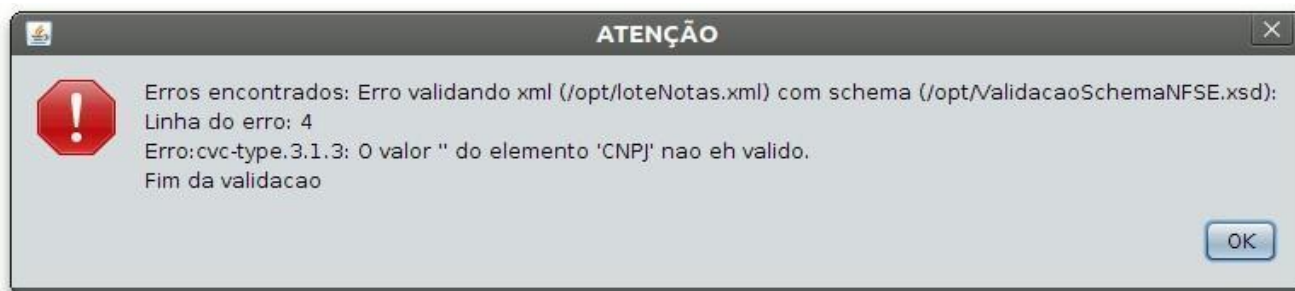 ATENÇÃO
Erros encontrados: Erro validando xml (/opt/loteNotas.xml) com schema (/opt/ValidacaoSchemaNFSE.xsd):
Linha do erro: 4
Erro:cvc-type.3.1.3: O valor '' do elemento 'CNPJ' nao eh valido.
Fim da validacao
OK